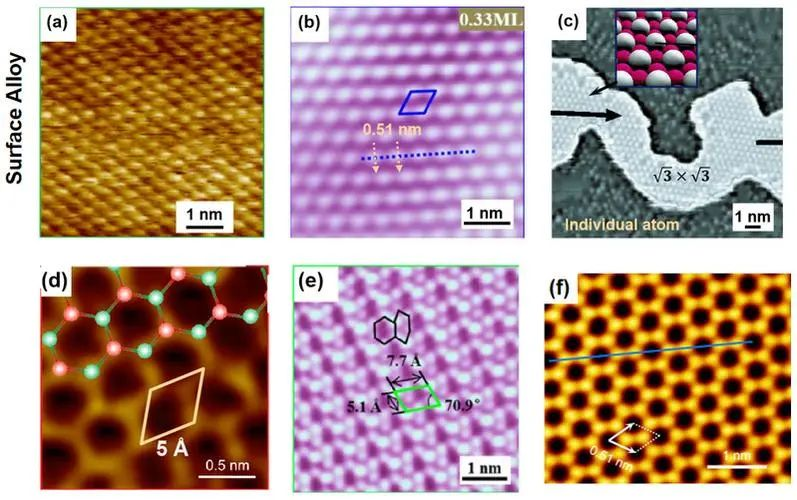 Surface Alloy
(a)
1 nm
(b)
0.33ML
0.51 nm
1 nm
(c)
√3 × √3
Individual atom
1 nm
(d)
5 Å
0.5 nm
(e)
7.7 Å
5.1 Å
70.9°
1 nm
(f)
0.51 nm
1 nm